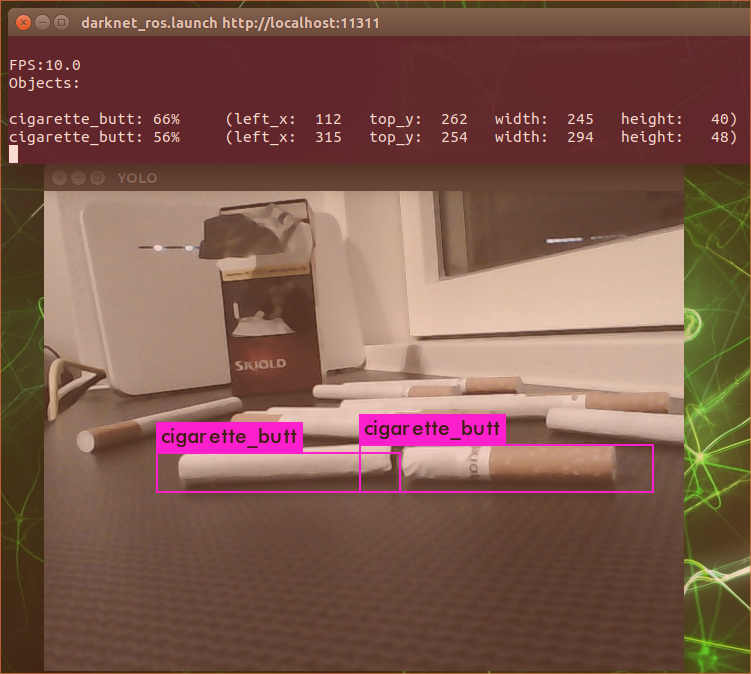 darknet_ros.launch http://localhost:11311
FPS:10.0
Objects:
cigarette_butt: 66% (left_x: 112 top_y: 262 width: 245 height: 40)
cigarette_butt: 56% (left_x: 315 top_y: 254 width: 294 height: 48)
YOLO
SKJOLD
cigarette_butt
cigarette_butt